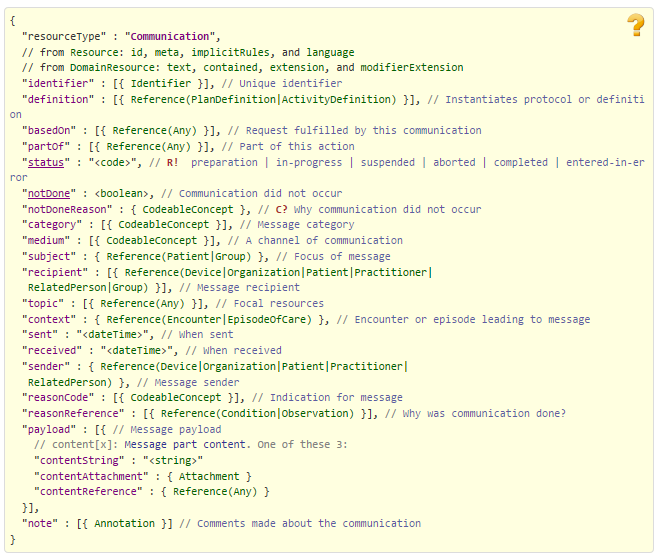 {
?
"resourceType" : "Communication",
// from Resource: id, meta, implicitRules, and language
// from DomainResource: text, contained, extension, and modifierExtension
"identifier" : [{ Identifier }], // Unique identifier
"definition" : [{ Reference(PlanDefinition|ActivityDefinition) }], // Instantiates protocol or definiti
on
"basedOn" : [{ Reference(Any) }], // Request fulfilled by this communication
"partOf" : [{ Reference(Any) }], // Part of this action
"status" : "<code>", // R!  preparation | in-progress | suspended | aborted | completed | entered-in-er
ror
"notDone" : <boolean>, // Communication did not occur
"notDoneReason" : { CodeableConcept }, // C? Why communication did not occur
"category" : [{ CodeableConcept }], // Message category
"medium" : [{ CodeableConcept }], // A channel of communication
"subject" : { Reference(Patient|Group) }, // Focus of message
"recipient" : [{ Reference(Device|Organization|Patient|Practitioner|
RelatedPerson|Group) }], // Message recipient
"topic" : [{ Reference(Any) }], // Focal resources
"context" : { Reference(Encounter|EpisodeOfCare) }, // Encounter or episode leading to message
"sent" : "<dateTime>", // When sent
"received" : "<dateTime>", // When received
"sender" : { Reference(Device|Organization|Patient|Practitioner|
RelatedPerson) }, // Message sender
"reasonCode" : [{ CodeableConcept }], // Indication for message
"reasonReference" : [{ Reference(Condition|Observation) }], // Why was communication done?
"payload" : [{ // Message payload
// content[x]: Message part content. One of these 3:
"contentString" : "<string>"
"contentAttachment" : { Attachment }
"contentReference" : { Reference(Any) }
}],
"note" : [{ Annotation }] // Comments made about the communication
}